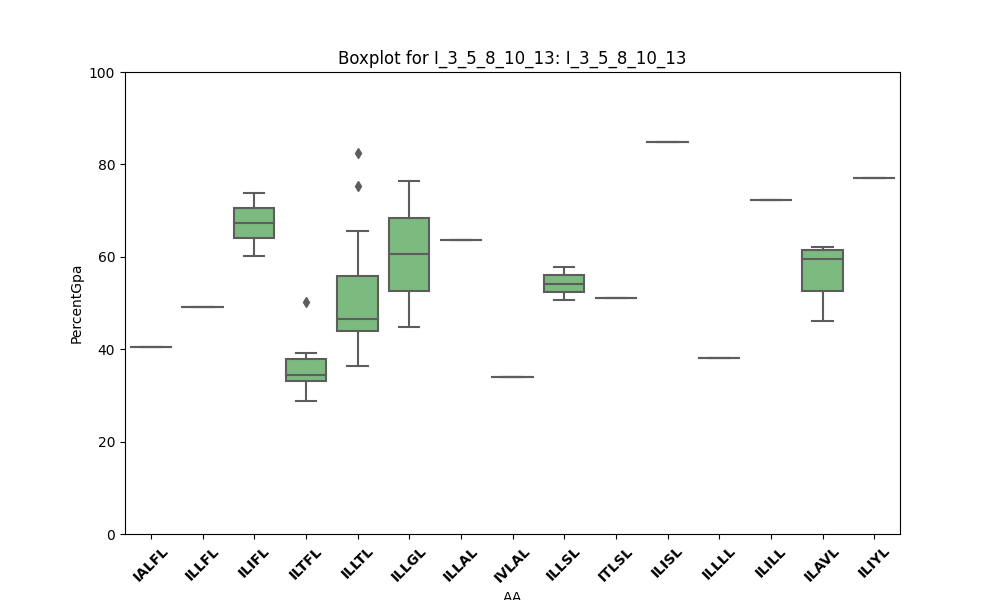 Boxplot for I_3_5_8_10_13: I_3_5_8_10_13
100
80
60
40
20
0
PercentGpa
IALFL
ILLFL
ILIFL
ILTFL
ILLTL
ILLGL
ILLAL
IVLAL
ILLSL
ITLSL
ILISL
ILLLL
ILILL
ILAVL
ILIYL
AA